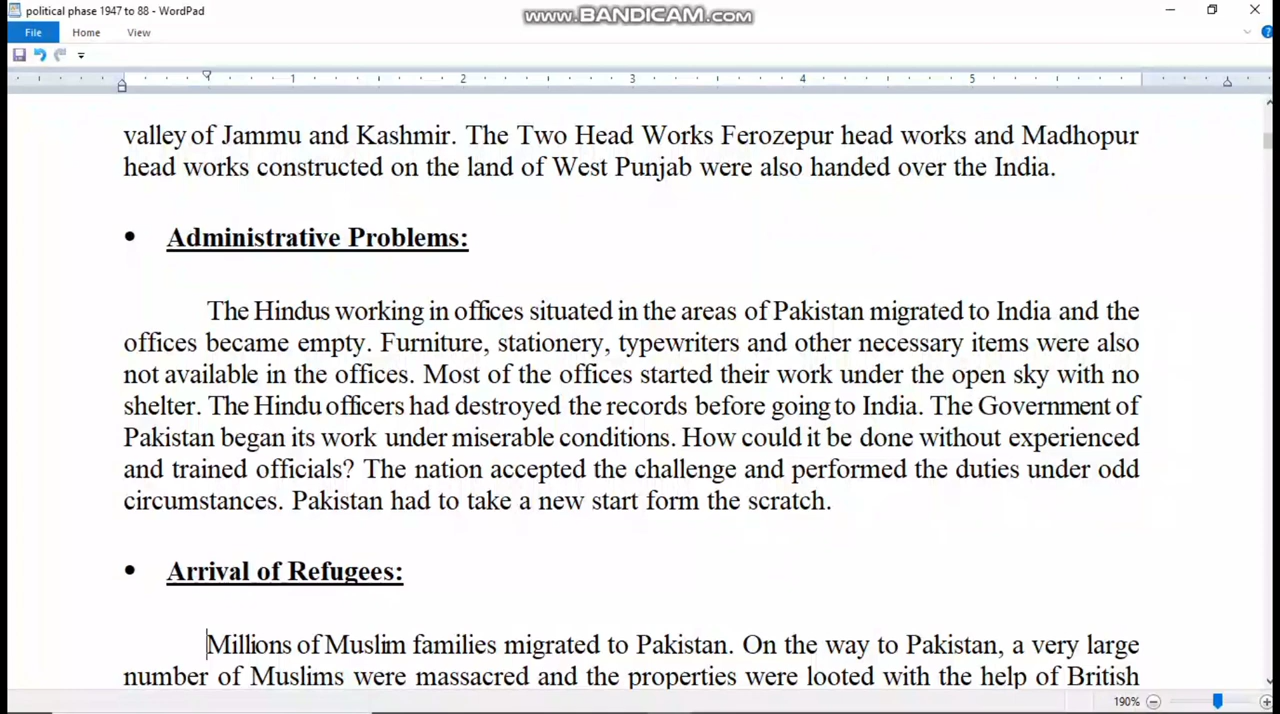 political phase 1947 to 88 - WordPad
www.BANDICAM.com
File Home View
1 2 3 4 5
valley of Jammu and Kashmir. The Two Head Works Ferozepur head works and Madhopur
head works constructed on the land of West Punjab were also handed over the India.
• Administrative Problems:
The Hindus working in offices situated in the areas of Pakistan migrated to India and the
offices became empty. Furniture, stationery, typewriters and other necessary items were also
not available in the offices. Most of the offices started their work under the open sky with no
shelter. The Hindu officers had destroyed the records before going to India. The Government of
Pakistan began its work under miserable conditions. How could it be done without experienced
and trained officials? The nation accepted the challenge and performed the duties under odd
circumstances. Pakistan had to take a new start form the scratch.
• Arrival of Refugees:
Millions of Muslim families migrated to Pakistan. On the way to Pakistan, a very large
number of Muslims were massacred and the properties were looted with the help of British
190%